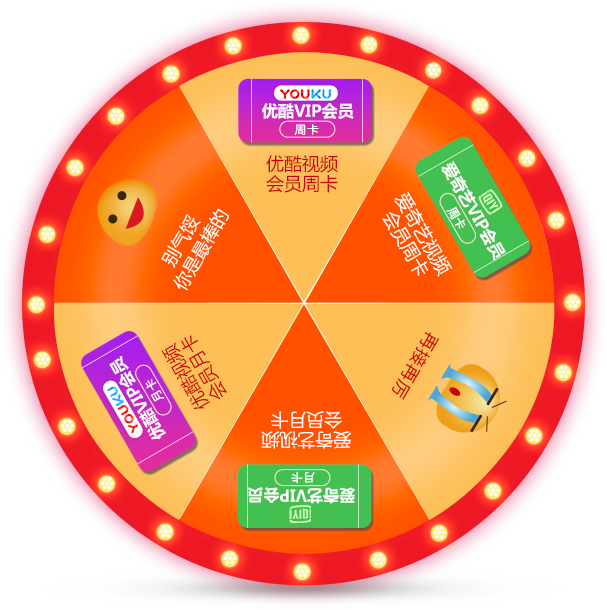 YOUKU
优酷VIP会员
周卡
优酷视频
会员周卡
iQIYI
爱奇艺VIP会员
周卡
爱奇艺视频
会员周卡
再接再厉
iQIYI
爱奇艺VIP会员
月卡
爱奇艺视频
会员月卡
YOUKU
优酷VIP会员
月卡
优酷视频
会员月卡
别气馁
你是最棒的